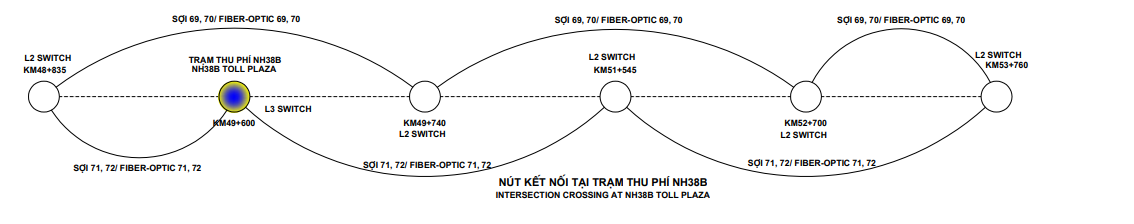 SỢI 69, 70/ FIBER-OPTIC 69, 70
SỢI 69, 70/ FIBER-OPTIC 69, 70
SỢI 69, 70/ FIBER-OPTIC 69, 70
L2 SWITCH
KM48+835
TRẠM THU PHÍ NH38B
NH38B TOLL PLAZA
L2 SWITCH
KM51+545
L2 SWITCH
KM53+760
L3 SWITCH
KM49+600
KM49+740
L2 SWITCH
KM52+700
L2 SWITCH
SỢI 71, 72/ FIBER-OPTIC 71, 72
SỢI 71, 72/ FIBER-OPTIC 71, 72
SỢI 71, 72/ FIBER-OPTIC 71, 72
NÚT KẾT NỐI TẠI TRẠM THU PHÍ NH38B
INTERSECTION CROSSING AT NH38B TOLL PLAZA